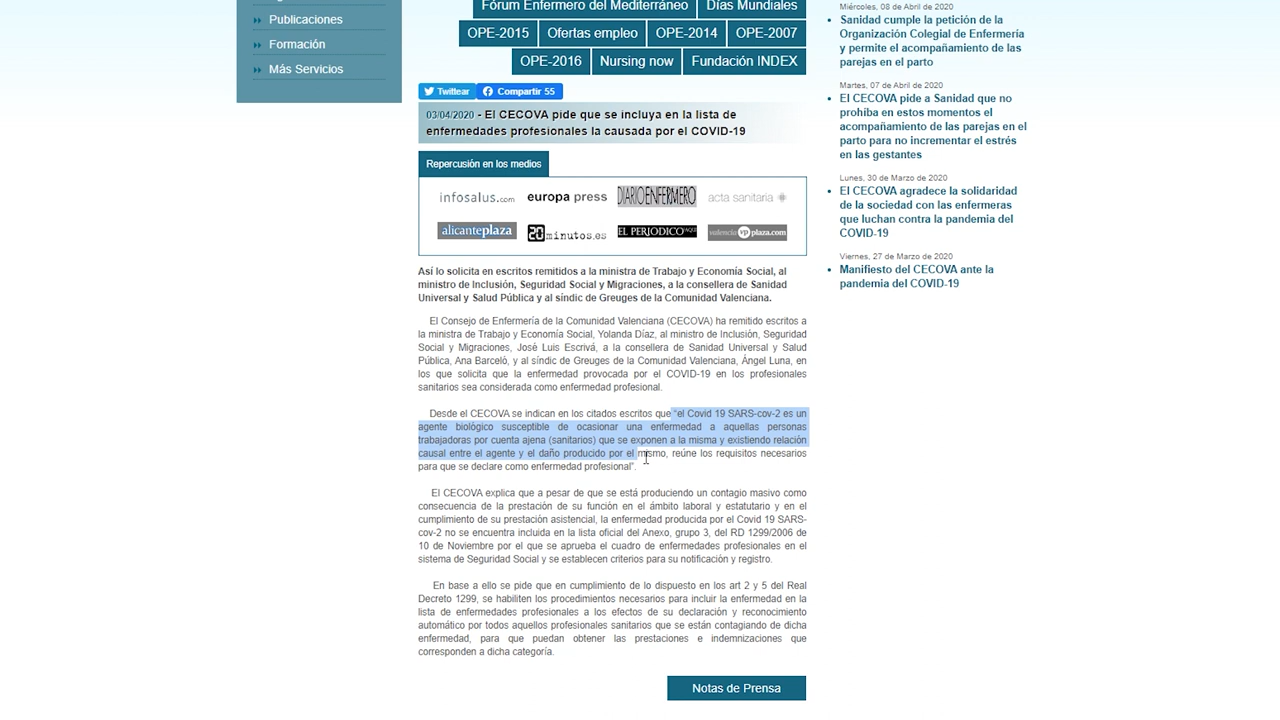 Publicaciones
Formación
Más Servicios
Fórum Enfermero del Mediterráneo
Días Mundiales
OPE-2015
Ofertas empleo
OPE-2014
OPE-2007
OPE-2016
Nursing now
Fundación INDEX
Twittear
Compartir 55
03/04/2020 - El CECOVA pide que se incluya en la lista de
enfermedades profesionales la causada por el COVID-19
Repercusión en los medios
infosalus.com
europa press
DIARIO ENFERMERO
acta sanitaria
alicanteplaza
20minutos.es
EL PERIODICO AQUÍ
valencia vp plaza.com
Así lo solicita en escritos remitidos a la ministra de Trabajo y Economía Social, al
ministro de Inclusión, Seguridad Social y Migraciones, a la consellera de Sanidad
Universal y Salud Pública y al síndic de Greuges de la Comunidad Valenciana.
El Consejo de Enfermería de la Comunidad Valenciana (CECOVA) ha remitido escritos a
la ministra de Trabajo y Economía Social, Yolanda Díaz, al ministro de Inclusión, Seguridad
Social y Migraciones, José Luis Escrivá, a la consellera de Sanidad Universal y Salud
Pública, Ana Barceló, y al síndic de Greuges de la Comunidad Valenciana, Ángel Luna, en
los que solicita que la enfermedad provocada por el COVID-19 en los profesionales
sanitarios sea considerada como enfermedad profesional.
Desde el CECOVA se indican en los citados escritos que “el Covid 19 SARS-cov-2 es un
agente biológico susceptible de ocasionar una enfermedad a aquellas personas
trabajadoras por cuenta ajena (sanitarios) que se exponen a la misma y existiendo relación
causal entre el agente y el daño producido por el mismo, reúne los requisitos necesarios
para que se declare como enfermedad profesional”.
El CECOVA explica que a pesar de que se está produciendo un contagio masivo como
consecuencia de la prestación de su función en el ámbito laboral y estatutario y en el
cumplimiento de su prestación asistencial, la enfermedad producida por el Covid 19 SARS-
cov-2 no se encuentra incluida en la lista oficial del Anexo, grupo 3, del RD 1299/2006 de
10 de Noviembre por el que se aprueba el cuadro de enfermedades profesionales en el
sistema de Seguridad Social y se establecen criterios para su notificación y registro.
En base a ello se pide que en cumplimiento de lo dispuesto en los art 2 y 5 del Real
Decreto 1299, se habiliten los procedimientos necesarios para incluir la enfermedad en la
lista de enfermedades profesionales a los efectos de su declaración y reconocimiento
automático por todos aquellos profesionales sanitarios que se están contagiando de dicha
enfermedad, para que puedan obtener las prestaciones e indemnizaciones que
corresponden a dicha categoría.
Notas de Prensa
Miércoles, 08 de Abril de 2020
Sanidad cumple la petición de la
Organización Colegial de Enfermería
y permite el acompañamiento de las
parejas en el parto
Martes, 07 de Abril de 2020
El CECOVA pide a Sanidad que no
prohiba en estos momentos el
acompañamiento de las parejas en el
parto para no incrementar el estrés
en las gestantes
Lunes, 30 de Marzo de 2020
El CECOVA agradece la solidaridad
de la sociedad con las enfermeras
que luchan contra la pandemia del
COVID-19
Viernes, 27 de Marzo de 2020
Manifiesto del CECOVA ante la
pandemia del COVID-19